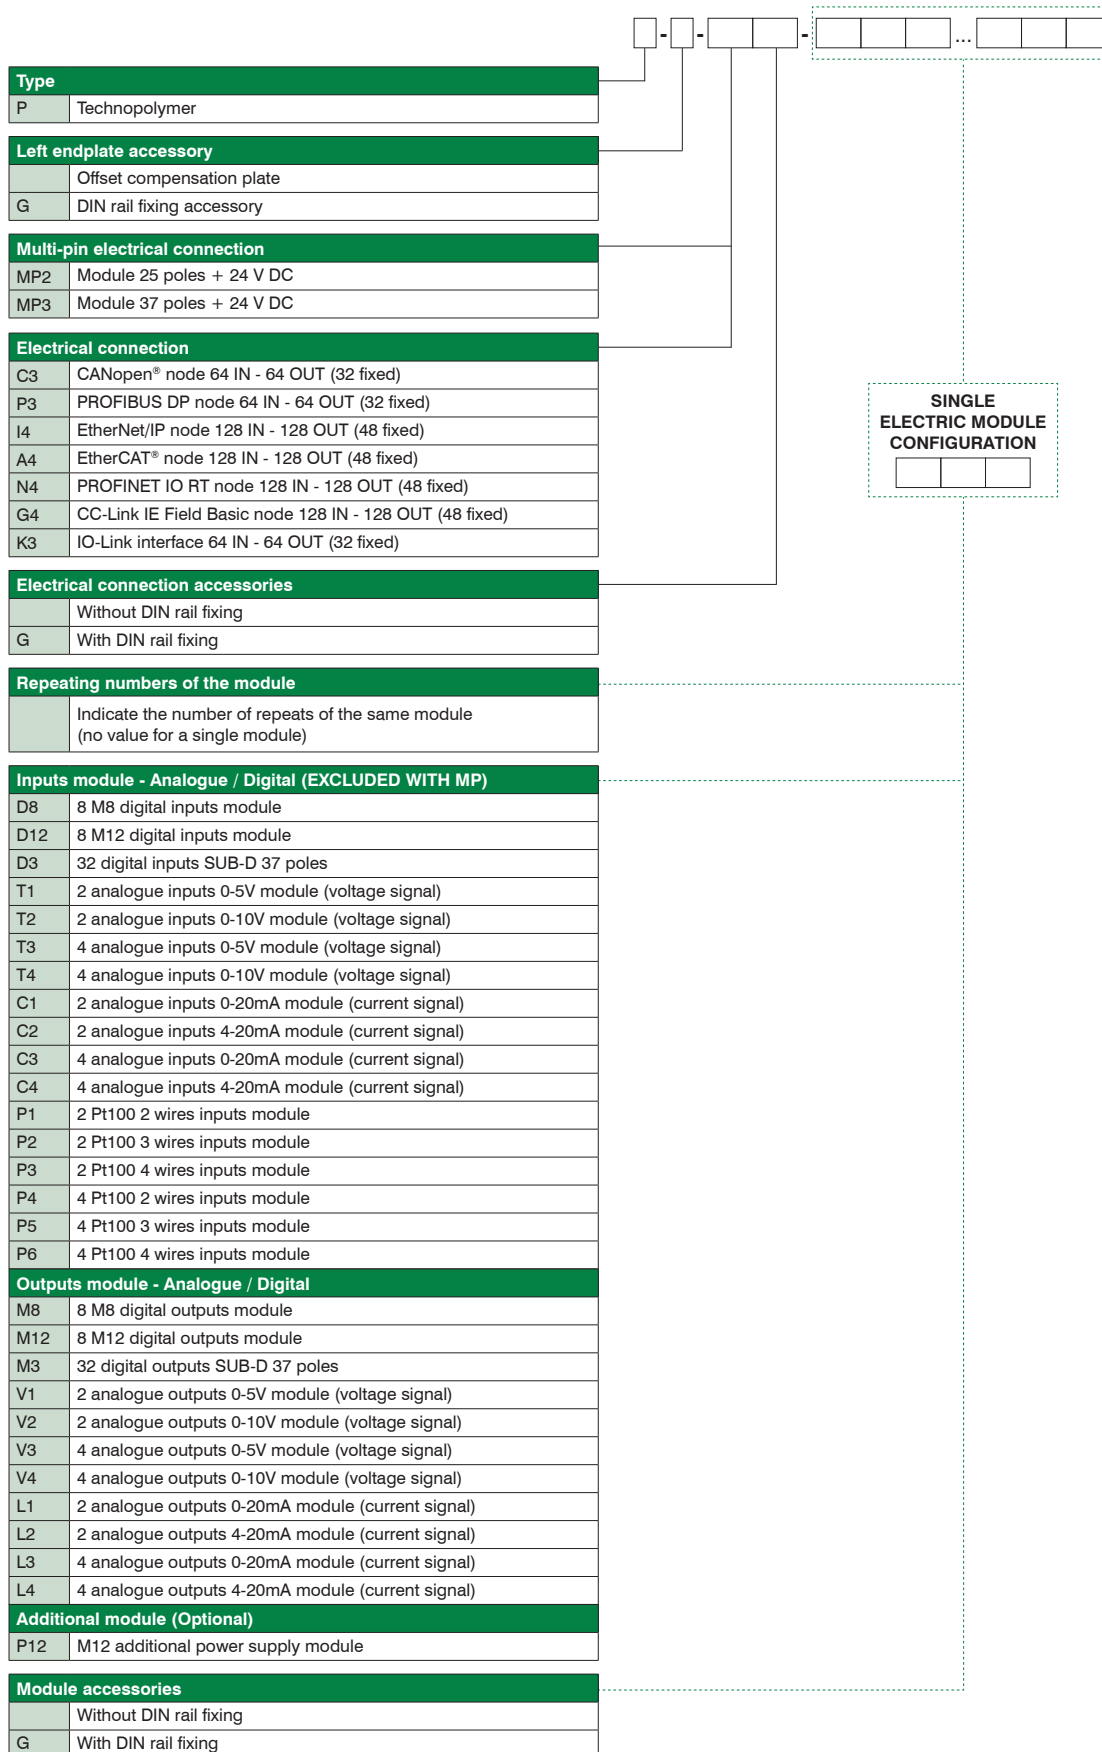 - - - ...
Type
P Technopolymer
Left endplate accessory
Offset compensation plate
G DIN rail fixing accessory
Multi-pin electrical connection
MP2 Module 25 poles + 24 V DC
MP3 Module 37 poles + 24 V DC
Electrical connection
C3 CANopen® node 64 IN - 64 OUT (32 fixed)
P3 PROFIBUS DP node 64 IN - 64 OUT (32 fixed)
I4 EtherNet/IP node 128 IN - 128 OUT (48 fixed)
A4 EtherCAT® node 128 IN - 128 OUT (48 fixed)
N4 PROFINET IO RT node 128 IN - 128 OUT (48 fixed)
G4 CC-Link IE Field Basic node 128 IN - 128 OUT (48 fixed)
K3 IO-Link interface 64 IN - 64 OUT (32 fixed)
SINGLE
ELECTRIC MODULE
CONFIGURATION
Electrical connection accessories
Without DIN rail fixing
G With DIN rail fixing
Repeating numbers of the module
Indicate the number of repeats of the same module
(no value for a single module)
Inputs module - Analogue / Digital (EXCLUDED WITH MP)
D8 8 M8 digital inputs module
D12 8 M12 digital inputs module
D3 32 digital inputs SUB-D 37 poles
T1 2 analogue inputs 0-5V module (voltage signal)
T2 2 analogue inputs 0-10V module (voltage signal)
T3 4 analogue inputs 0-5V module (voltage signal)
T4 4 analogue inputs 0-10V module (voltage signal)
C1 2 analogue inputs 0-20mA module (current signal)
C2 2 analogue inputs 4-20mA module (current signal)
C3 4 analogue inputs 0-20mA module (current signal)
C4 4 analogue inputs 4-20mA module (current signal)
P1 2 Pt100 2 wires inputs module
P2 2 Pt100 3 wires inputs module
P3 2 Pt100 4 wires inputs module
P4 4 Pt100 2 wires inputs module
P5 4 Pt100 3 wires inputs module
P6 4 Pt100 4 wires inputs module
Outputs module - Analogue / Digital
M8 8 M8 digital outputs module
M12 8 M12 digital outputs module
M3 32 digital outputs SUB-D 37 poles
V1 2 analogue outputs 0-5V module (voltage signal)
V2 2 analogue outputs 0-10V module (voltage signal)
V3 4 analogue outputs 0-5V module (voltage signal)
V4 4 analogue outputs 0-10V module (voltage signal)
L1 2 analogue outputs 0-20mA module (current signal)
L2 2 analogue outputs 4-20mA module (current signal)
L3 4 analogue outputs 0-20mA module (current signal)
L4 4 analogue outputs 4-20mA module (current signal)
Additional module (Optional)
P12 M12 additional power supply module
Module accessories
Without DIN rail fixing
G With DIN rail fixing